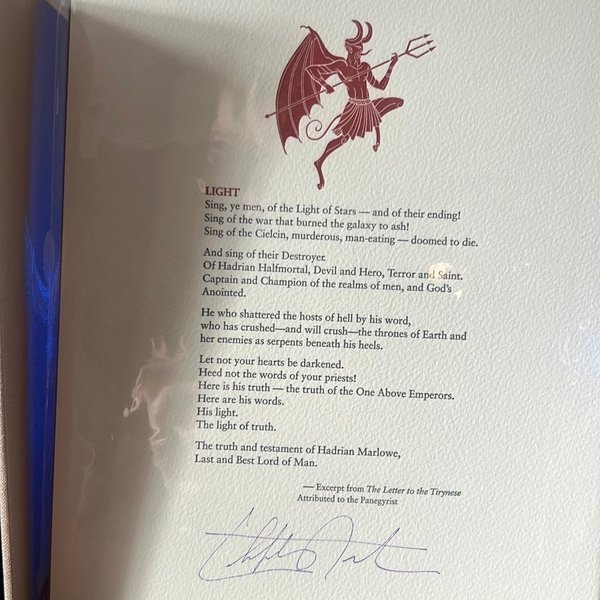 LIGHT
Sing, ye men, of the Light of Stars — and of their ending!
Sing of the war that burned the galaxy to ash!
Sing of the Cielcin, murderous, man-eating — doomed to die.
And sing of their Destroyer.
Of Hadrian Halfmortal, Devil and Hero, Terror and Saint.
Captain and Champion of the realms of men, and God's
Anointed.
He who shattered the hosts of hell by his word,
who has crushed—and will crush—the thrones of Earth and
her enemies as serpents beneath his heels.
Let not your hearts be darkened.
Heed not the words of your priests!
Here is his truth — the truth of the One Above Emperors.
Here are his words.
His light.
The light of truth.
The truth and testament of Hadrian Marlowe,
Last and Best Lord of Man.
— Excerpt from The Letter to the Tirynese
Attributed to the Panegyrist